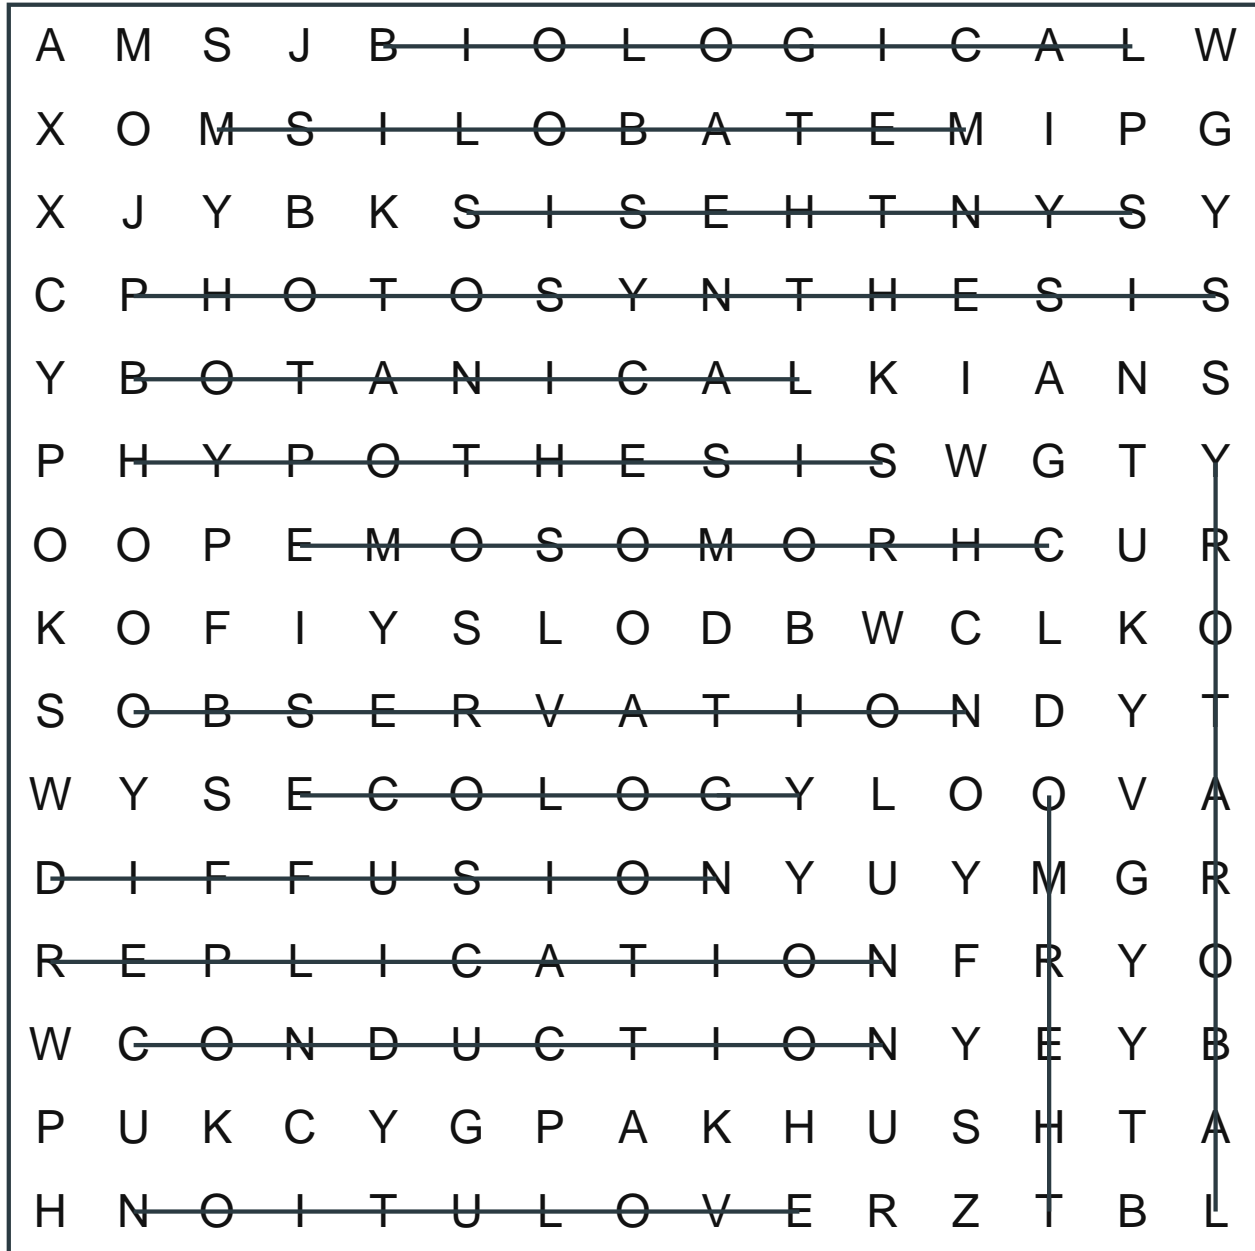 A M S J B I O L O G I C A L W
X O M S I L O B A T E M I P G
X J Y B K S I S E H T N Y S Y
C P H O T O S Y N T H E S I S
Y B O T A N I C A L K I A N S
P H Y P O T H E S I S W G T Y
O O P E M O S O M O R H C U R
K O F I Y S L O D B W C L K O
S O B S E R V A T I O N D Y T
W Y S E C O L O G Y L O O V A
D I F F U S I O N Y U Y M G R
R E P L I C A T I O N F R Y O
W C O N D U C T I O N Y E Y B
P U K C Y G P A K H U S H T A
H N O I T U L O V E R Z T B L